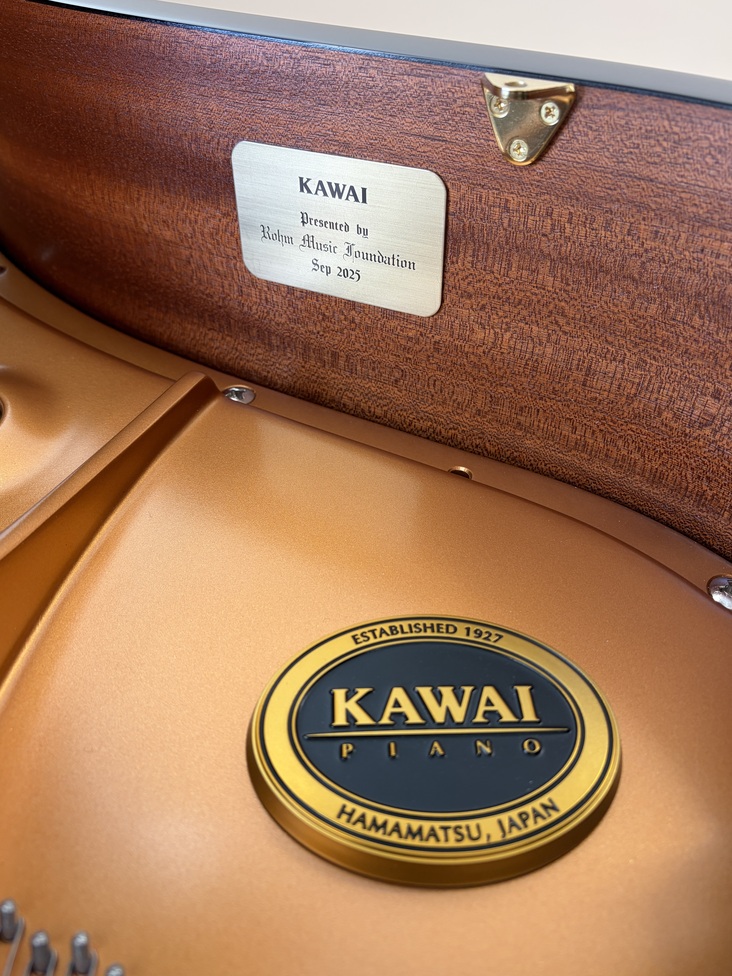 KAWAI
Presented by
Rohm Music Foundation
Sep 2025
ESTABLISHED 1927
KAWAI
PIANO
HAMAMATSU, JAPAN